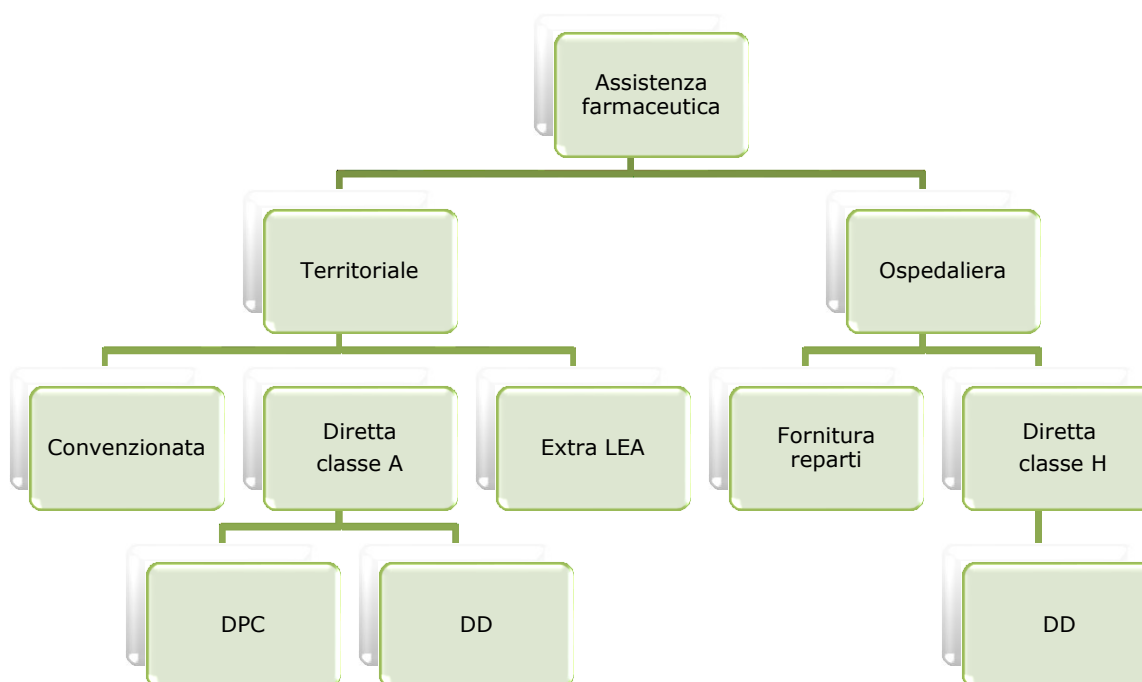 Assistenza
farmaceutica
Territoriale
Ospedaliera
Convenzionata
Diretta
classe A
Extra LEA
Fornitura
reparti
Diretta
classe H
DPC
DD
DD